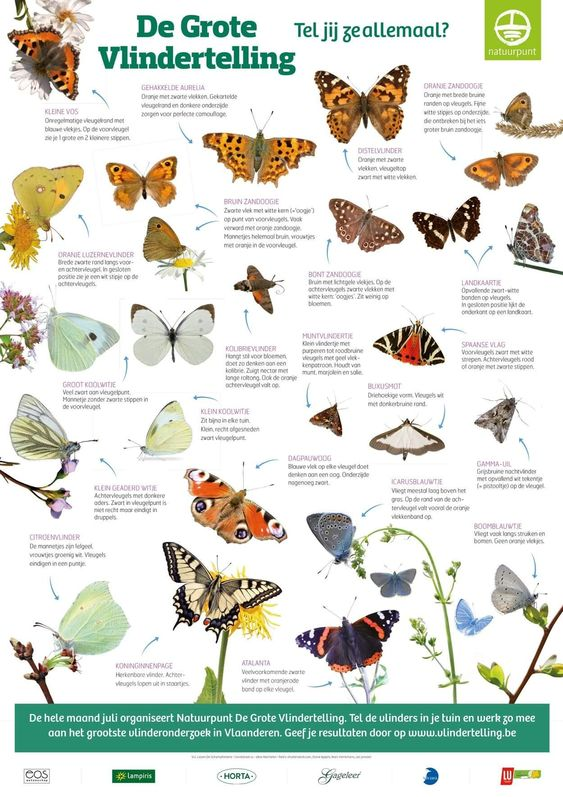 De Grote
Vlindertelling
Tel jij ze allemaal?
natuurpunt
KLEINE VOS
Onregelmatige vleugelrand met
blauwe vlekjes. Op de voorvleugel
zie je 1 grote en 2 kleinere stippen.
GEHAKKELDE AURELIA
Oranje met zwarte vlekken. Gekartelde
vleugelrand en donkere onderzijde
zorgen voor perfecte camouflage.
DISTELVLINDER
Oranje met zwarte
vlekken, vleugeltop
zwart met witte vlekken.
ORANJE ZANDOOGJE
Oranje met brede bruine
randen op vleugels. Fijne
witte stipjes op onderzijde,
die ontbreken bij het iets
groter bruin zandoogje.
BRUIN ZANDOOGJE
Zwarte vlek met witte kern (='oogje')
op punt van voorvleugels. Vaak
verward met oranje zandoogje.
Mannetjes helemaal bruin, vrouwtjes
met oranje in de voorvleugel.
ORANJE LUZERNEVLINDER
Brede zwarte rand langs voor-
en achtervleugel. In gesloten
positie zie je een wit stipje op de
achtervleugels.
BONT ZANDOOGJE
Bruin met lichtgele vlekjes. Op de
achtervleugels zwarte vlekken met
witte kern: 'oogjes'. Zit weinig op
bloemen.
LANDKAARTJE
Opvallende zwart-witte
banden op vleugels.
In gesloten positie lijkt de
onderkant op een landkaart.
KOLIBRIEVLINDER
Hangt stil voor bloemen,
doet zo denken aan een
kolibrie. Zuigt nectar met
lange roltong. Ook de oranje
achtervleugel valt op.
MUNTVLINDERTJE
Klein vlindertje met
purperen tot roodbruine
vleugels met geel vlek-
kenpatroon. Houdt van
munt, marjolein en salie.
SPAANSE VLAG
Voorvleugels zwart met witte
strepen. Achtervleugels rood
of oranje met zwarte stippen.
GROOT KOOLWITJE
Veel zwart aan vleugelpunt.
Mannetje zonder zwarte stippen in
de voorvleugel.
KLEIN KOOLWITJE
Zit bijna in elke tuin.
Klein, recht afgesneden
zwart vleugelpunt.
BUXUSMOT
Driehoekige vorm. Vleugels wit
met donkerbruine rand.
GAMMA-UIL
Grijsbruine nachtvlinder
met opvallend wit tekentje
(= pistooltje) op de vleugel.
KLEIN GEADERD WITJE
Achtervleugels met donkere
aders. Zwart in vleugelpunt is
niet recht maar eindigt in
druppels.
DAGPAUWOOG
Blauwe vlek op elke vleugel doet
denken aan een oog. Onderzijde
nagenoeg zwart.
ICARUSBLAUWTJE
Vliegt meestal laag boven het
gras. Op de rand van de ach-
tervleugel valt vooral de oranje
vlekkenband op.
BOOMBLAUWTJE
Vliegt vaak langs struiken en
bomen. Geen oranje vlekjes.
CITROENVLINDER
De mannetjes zijn felgeel,
vrouwtjes groenig wit. Vleugels
eindigen in een puntje.
KONINGINNENPAGE
Herkenbare vlinder. Achter-
vleugels lopen uit in staartjes.
ATALANTA
Veelvoorkomende zwarte
vlinder met oranjerode
band op elke vleugel.
De hele maand juli organiseert Natuurpunt De Grote Vlindertelling. Tel de vlinders in je tuin en werk zo mee
aan het grootste vlinderonderzoek in Vlaanderen. Geef je resultaten door op www.vlindertelling.be
eos
lampiris
HORTA
Gageleer
LU